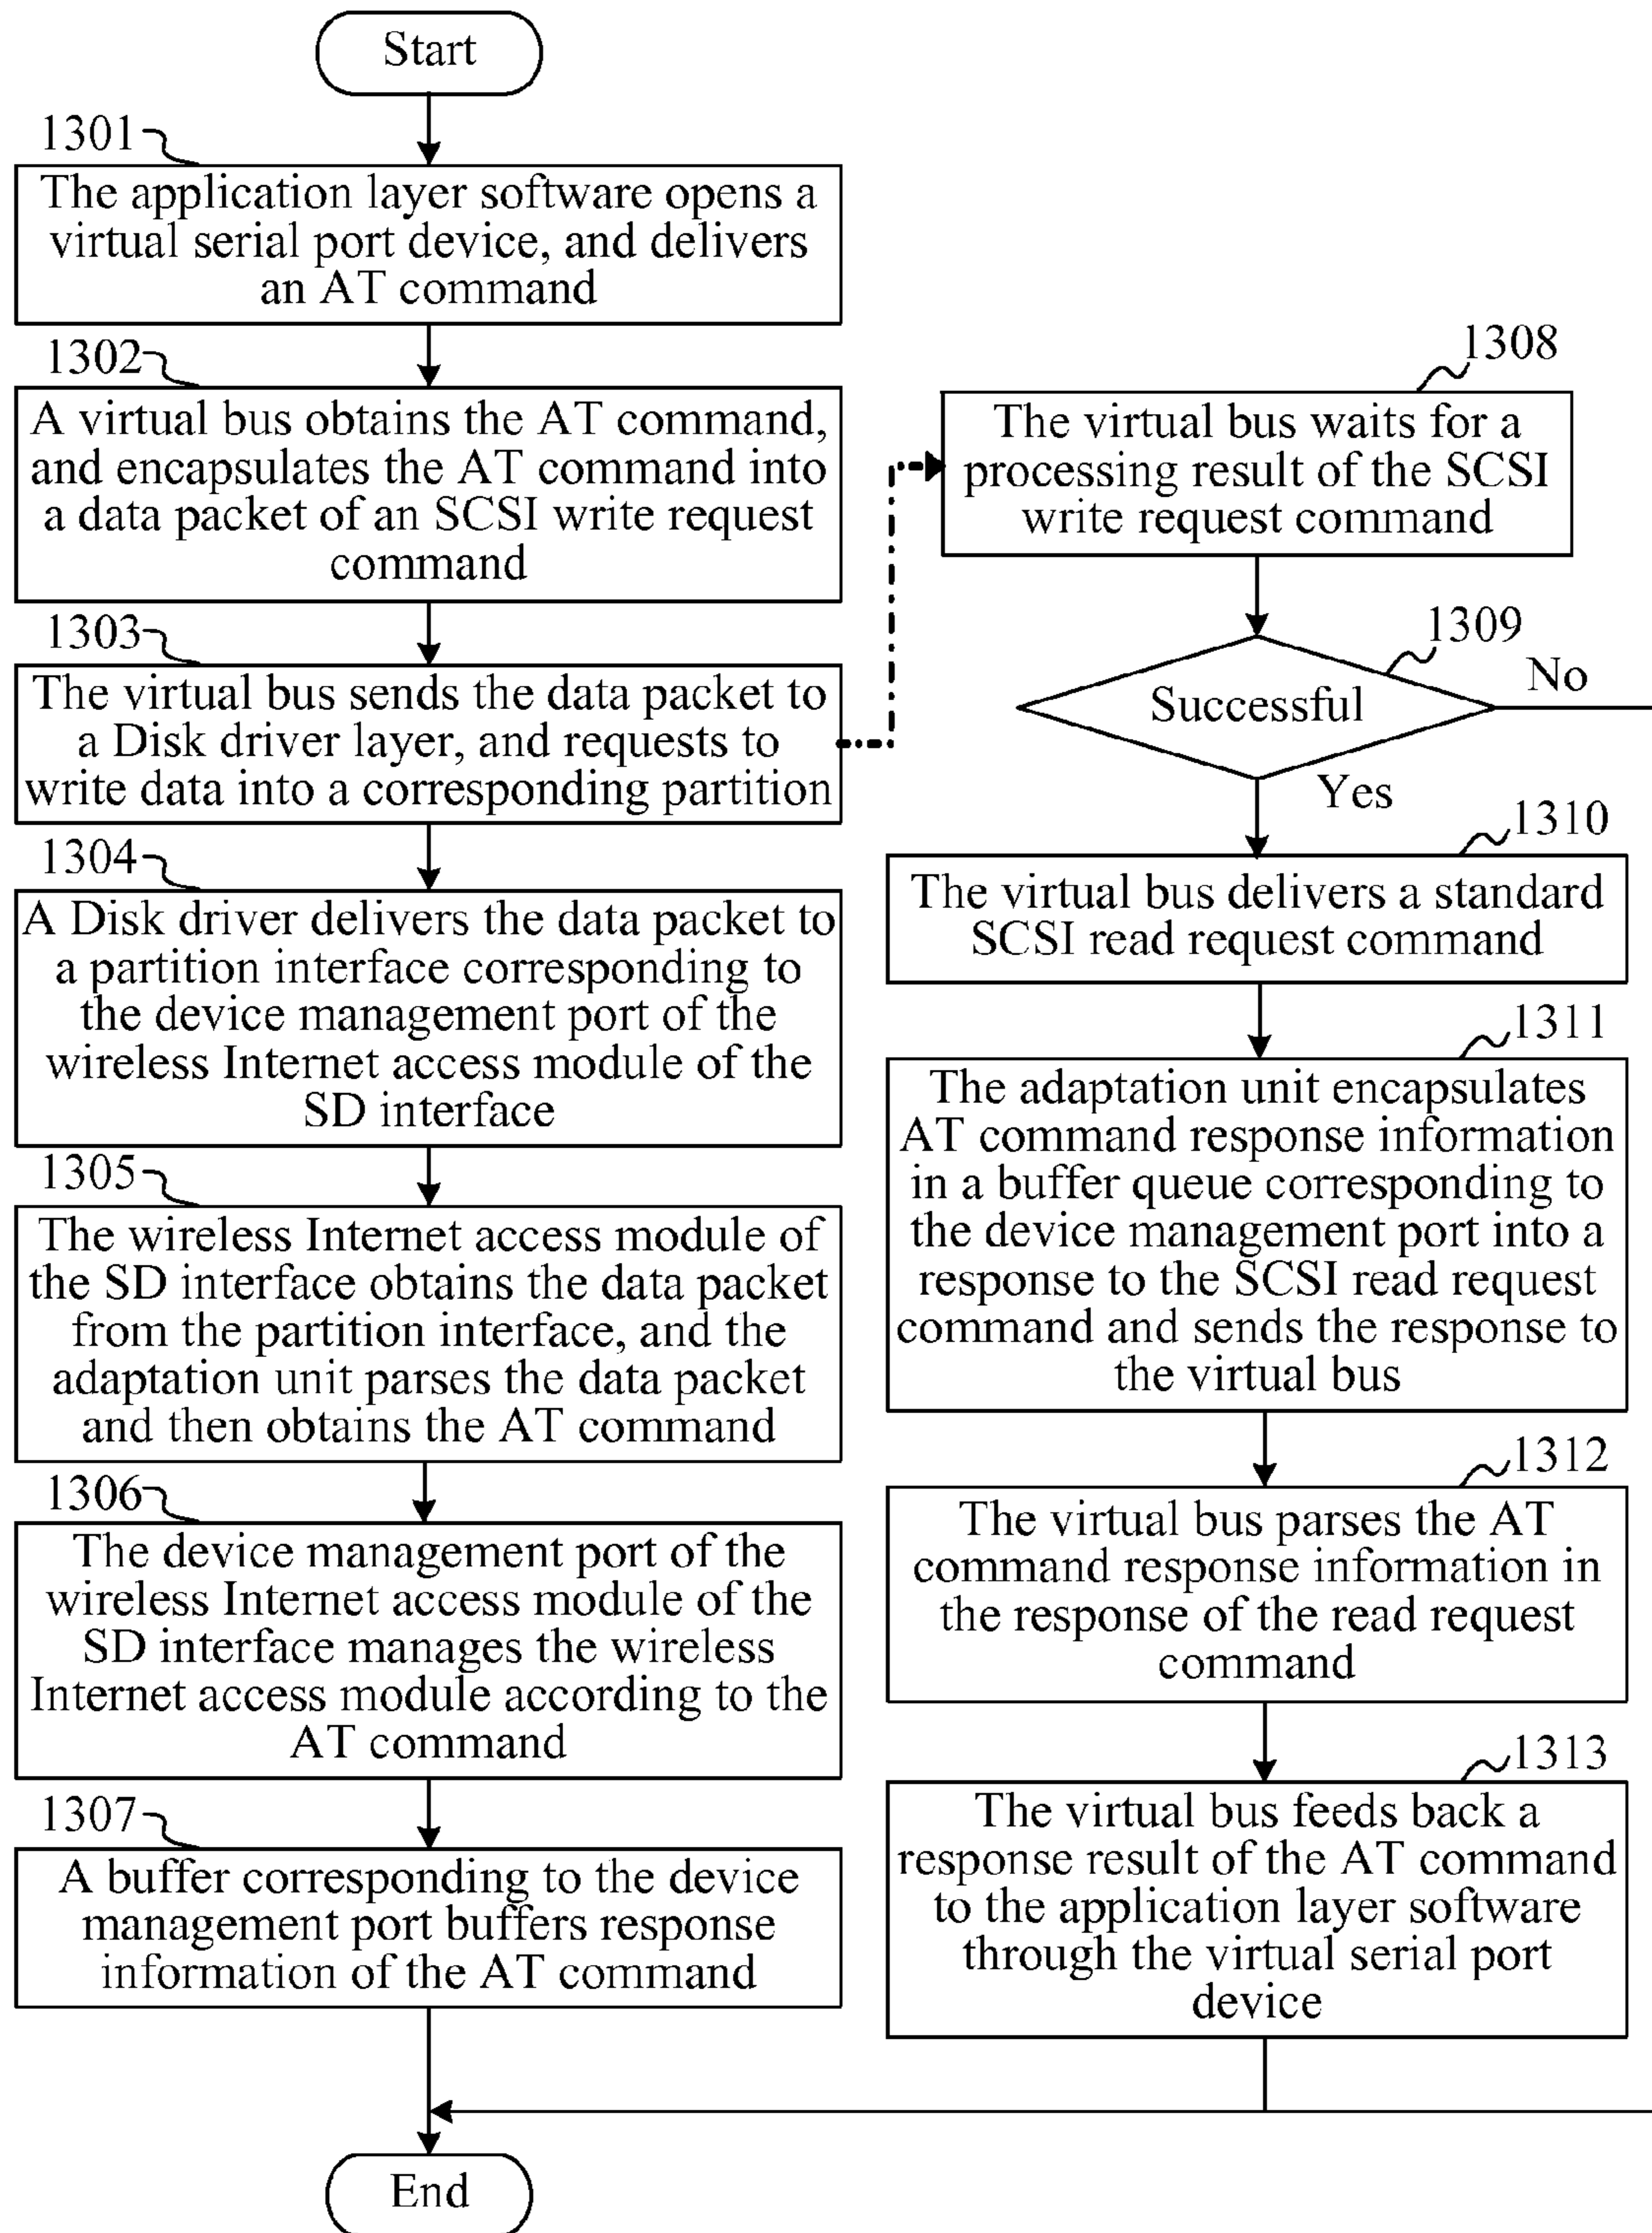 Start
1301
The application layer software opens a
virtual serial port device, and delivers
an AT command
1302
A virtual bus obtains the AT command,
and encapsulates the AT command into
a data packet of an SCSI write request
command
1303
The virtual bus sends the data packet to
a Disk driver layer, and requests to
write data into a corresponding partition
1304
A Disk driver delivers the data packet to
a partition interface corresponding to
the device management port of the
wireless Internet access module of the
SD interface
1305
The wireless Internet access module of
the SD interface obtains the data packet
from the partition interface, and the
adaptation unit parses the data packet
and then obtains the AT command
1306
The device management port of the
wireless Internet access module of the
SD interface manages the wireless
Internet access module according to the
AT command
1307
A buffer corresponding to the device
management port buffers response
information of the AT command
1308
The virtual bus waits for a
processing result of the SCSI
write request command
1309
Successful
No
Yes
1310
The virtual bus delivers a standard
SCSI read request command
1311
The adaptation unit encapsulates
AT command response information
in a buffer queue corresponding to
the device management port into a
response to the SCSI read request
command and sends the response to
the virtual bus
1312
The virtual bus parses the AT
command response information in
the response of the read request
command
1313
The virtual bus feeds back a
response result of the AT command
to the application layer software
through the virtual serial port
device
End